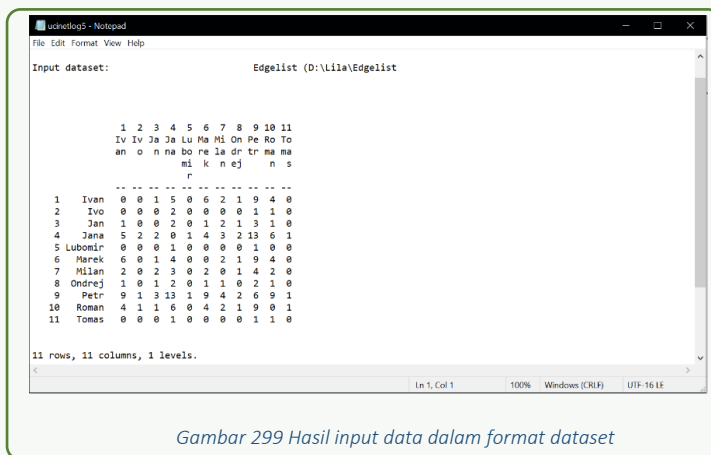 ucinetlog5 - Notepad
File Edit Format View Help
Input dataset: Edgelist (D:\Lila\Edgelist
1 2 3 4 5 6 7 8 9 10 11
Iv Iv Ja Ja Lu Ma Mi On Pe Ro To
an o n na bo re la dr tr ma ma
mi k n ej n s
r
-- -- -- -- -- -- -- -- -- -- --
1 Ivan 0 0 1 5 0 6 2 1 9 4 0
2 Ivo 0 0 0 2 0 0 0 0 1 1 0
3 Jan 1 0 0 2 0 1 2 1 3 1 0
4 Jana 5 2 2 0 1 4 3 2 13 6 1
5 Lubomir 0 0 0 1 0 0 0 0 1 0 0
6 Marek 6 0 1 4 0 0 2 1 9 4 0
7 Milan 2 0 2 3 0 2 0 1 4 2 0
8 Ondrej 1 0 1 2 0 1 1 0 2 1 0
9 Petr 9 1 3 13 1 9 4 2 6 9 1
10 Roman 4 1 1 6 0 4 2 1 9 0 1
11 Tomas 0 0 0 1 0 0 0 0 1 1 0
11 rows, 11 columns, 1 levels.
Ln 1, Col 1 100% Windows (CRLF) UTF-16 LE
Gambar 299 Hasil input data dalam format dataset